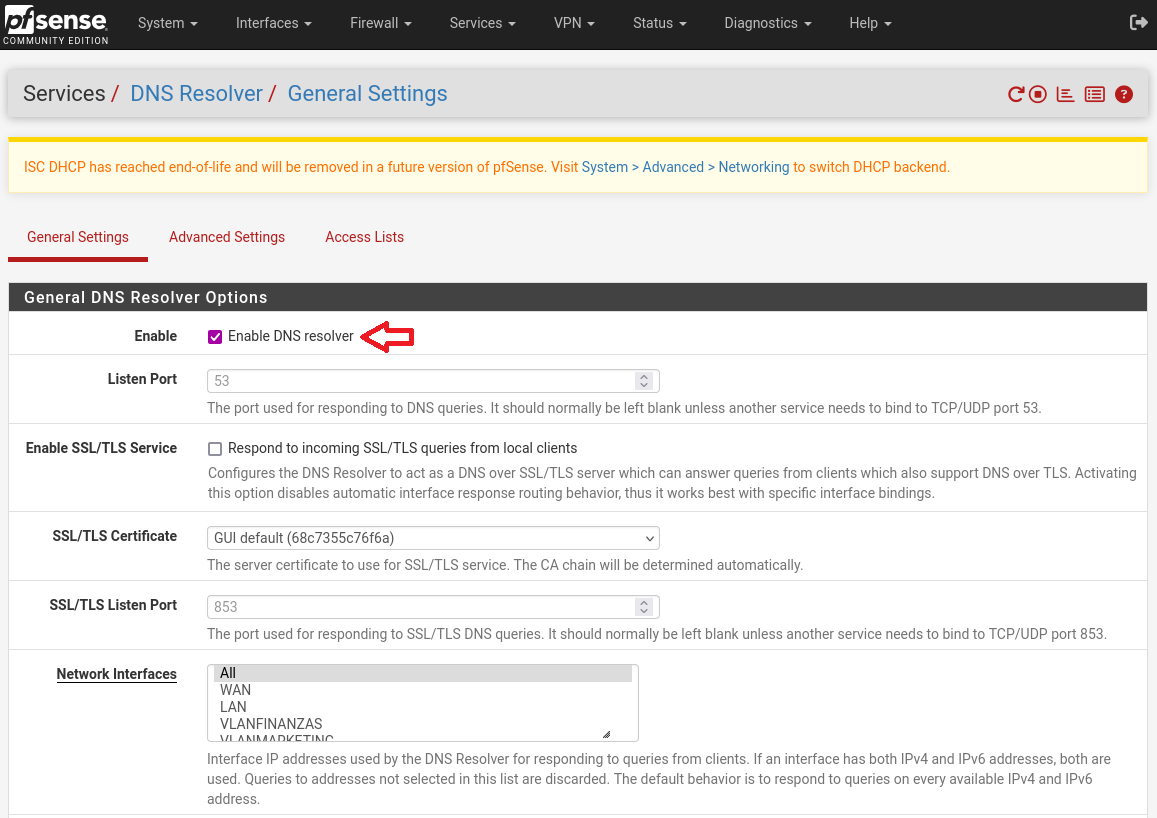 pfsense
COMMUNITY EDITION
System
Interfaces
Firewall
Services
VPN
Status
Diagnostics
Help
Services / DNS Resolver / General Settings
ISC DHCP has reached end-of-life and will be removed in a future version of pfSense. Visit System > Advanced > Networking to switch DHCP backend.
General Settings
Advanced Settings
Access Lists
General DNS Resolver Options
Enable
Enable DNS resolver
Listen Port
53
The port used for responding to DNS queries. It should normally be left blank unless another service needs to bind to TCP/UDP port 53.
Enable SSL/TLS Service
Respond to incoming SSL/TLS queries from local clients
Configures the DNS Resolver to act as a DNS over SSL/TLS server which can answer queries from clients which also support DNS over TLS. Activating
this option disables automatic interface response routing behavior, thus it works best with specific interface bindings.
SSL/TLS Certificate
GUI default (68c7355c76f6a)
The server certificate to use for SSL/TLS service. The CA chain will be determined automatically.
SSL/TLS Listen Port
853
The port used for responding to SSL/TLS DNS queries. It should normally be left blank unless another service needs to bind to TCP/UDP port 853.
Network Interfaces
All
WAN
LAN
VLANFINANZAS
VLANMARKETING
Interface IP addresses used by the DNS Resolver for responding to queries from clients. If an interface has both IPv4 and IPv6 addresses, both are
used. Queries to addresses not selected in this list are discarded. The default behavior is to respond to queries on every available IPv4 and IPv6
address.